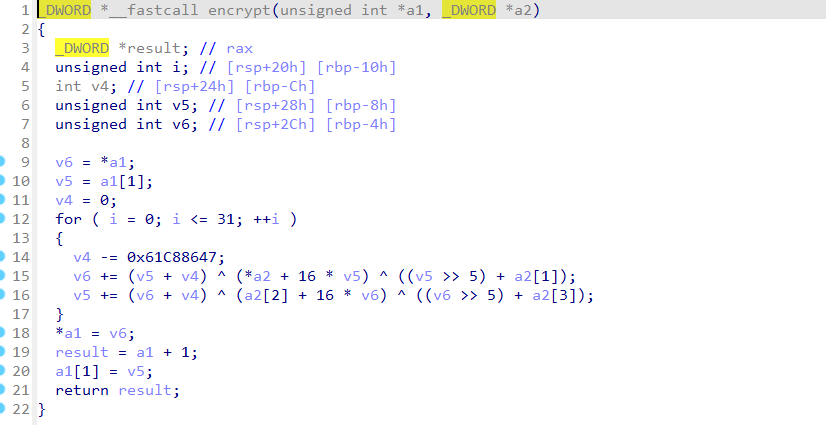 1 _DWORD *__fastcall encrypt(unsigned int *a1, _DWORD *a2)
2 {
3 _DWORD *result; // rax
4 unsigned int i; // [rsp+20h] [rbp-10h]
5 int v4; // [rsp+24h] [rbp-Ch]
6 unsigned int v5; // [rsp+28h] [rbp-8h]
7 unsigned int v6; // [rsp+2Ch] [rbp-4h]
8
9 v6 = *a1;
10 v5 = a1[1];
11 v4 = 0;
12 for ( i = 0; i <= 31; ++i )
13 {
14 v4 -= 0x61C88647;
15 v6 += (v5 + v4) ^ (*a2 + 16 * v5) ^ ((v5 >> 5) + a2[1]);
16 v5 += (v6 + v4) ^ (a2[2] + 16 * v6) ^ ((v6 >> 5) + a2[3]);
17 }
18 *a1 = v6;
19 result = a1 + 1;
20 a1[1] = v5;
21 return result;
22 }